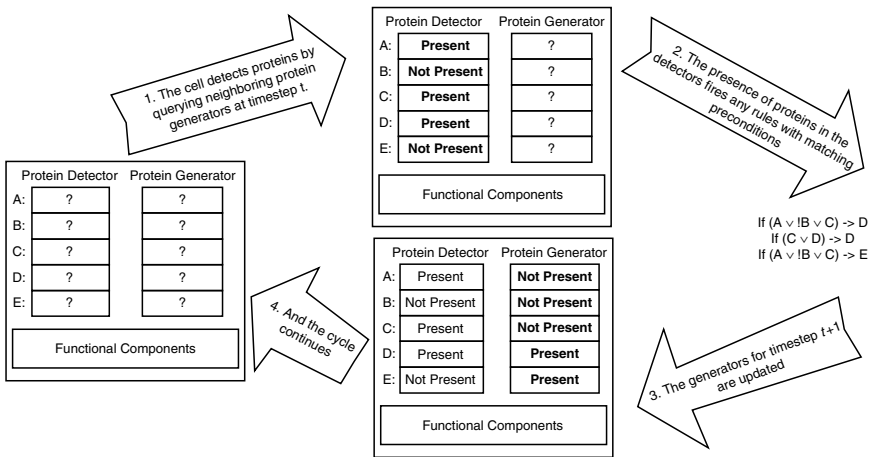 1. The cell detects proteins by
querying neighboring protein
generators at timestep t.
Protein Detector Protein Generator
A: Present ?
B: Not Present ?
C: Present ?
D: Present ?
E: Not Present ?
Functional Components
2. The presence of proteins in the
detectors fires any rules with matching
preconditions
If (A ∨ !B ∨ C) -> D
If (C ∨ D) -> D
If (A ∨ !B ∨ C) -> E
3. The generators for timestep t+1
are updated
Protein Detector Protein Generator
A: Present Not Present
B: Not Present Not Present
C: Present Not Present
D: Present Present
E: Not Present Present
Functional Components
4. And the cycle
continues
Protein Detector Protein Generator
A: ? ?
B: ? ?
C: ? ?
D: ? ?
E: ? ?
Functional Components